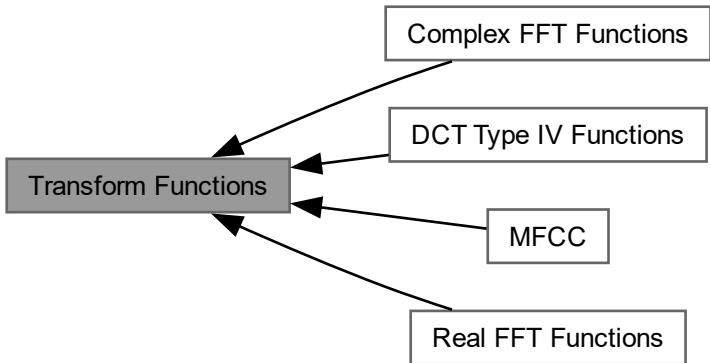 Complex FFT Functions
DCT Type IV Functions
Transform Functions
MFCC
Real FFT Functions